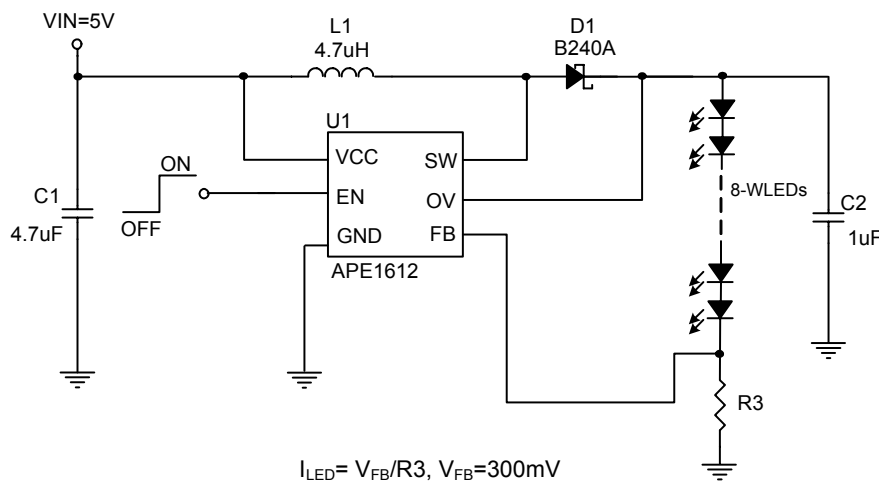 VIN=5V
L1
4.7uH
D1
B240A
U1
VCC
SW
ON
EN
OV
OFF
GND
FB
APE1612
C1
4.7uF
8-WLEDs
C2
1uF
R3
I_LED= V_FB/R3, V_FB=300mV